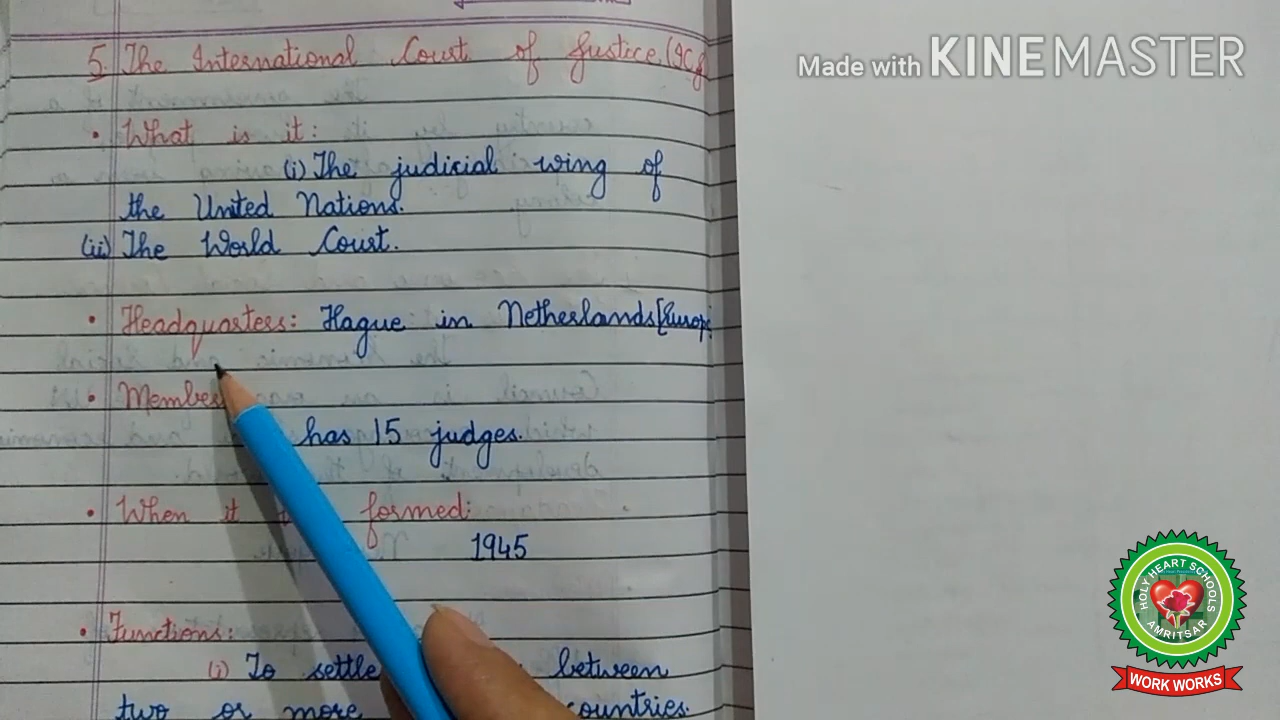 5. The International Court of Justice. (ICJ
Made with KINEMASTER
• What is it:
(i) The judicial wing of
the United Nations.
(ii) The World Court.
• Headquarters: Hague in Netherlands [Europe
• Member
has 15 judges.
• When it formed:
1945
• Functions:
(i) To settle between
two or more countries.
HOLY HEART SCHOOLS
AMRITSAR
WORK WORKS